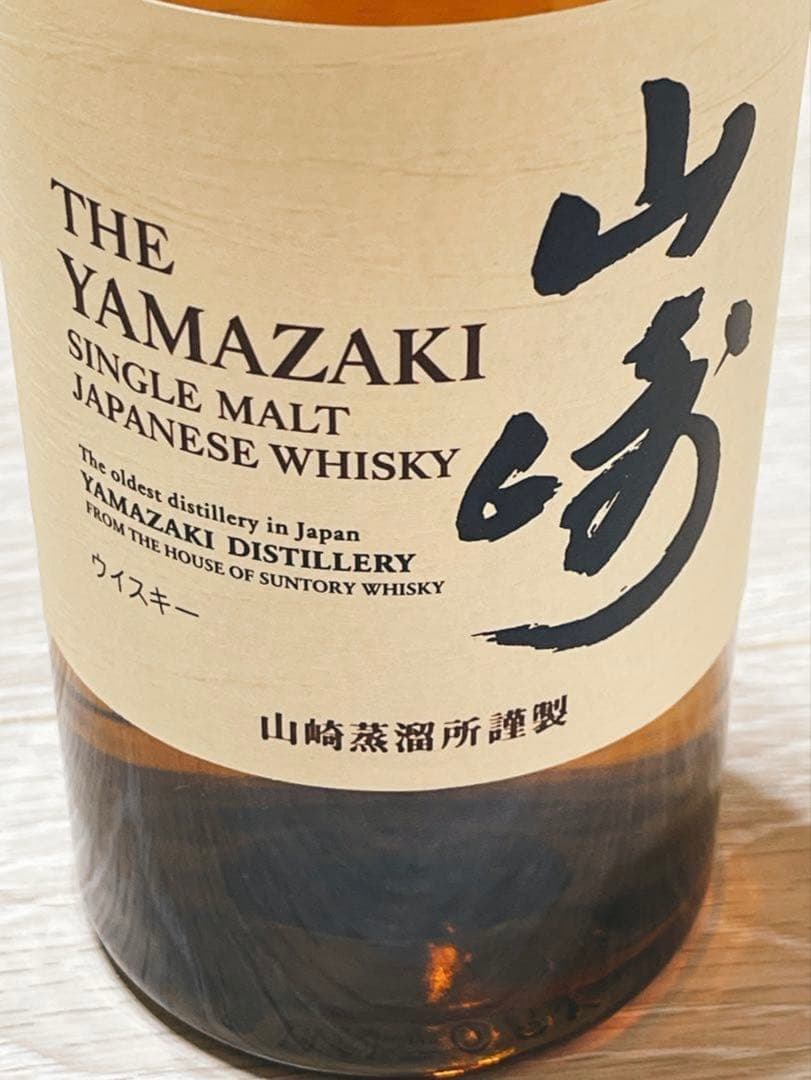 THE
YAMAZAKI
SINGLE MALT
JAPANESE WHISKY
The oldest distillery in Japan
YAMAZAKI DISTILLERY
FROM THE HOUSE OF SUNTORY WHISKY
ウイスキー
山崎
山崎蒸溜所謹製